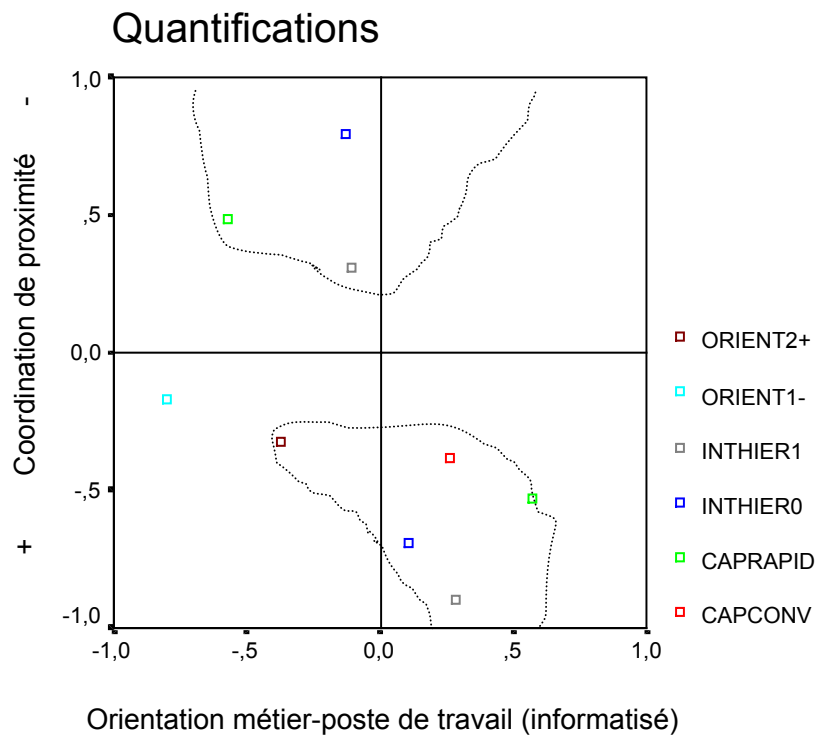 Quantifications
- Coordination de proximité +
1,0
,5
0,0
-,5
-1,0
-1,0 -,5 0,0 ,5 1,0
Orientation métier-poste de travail (informatisé)
ORIENT2+
ORIENT1-
INTHIER1
INTHIER0
CAPRAPID
CAPCONV